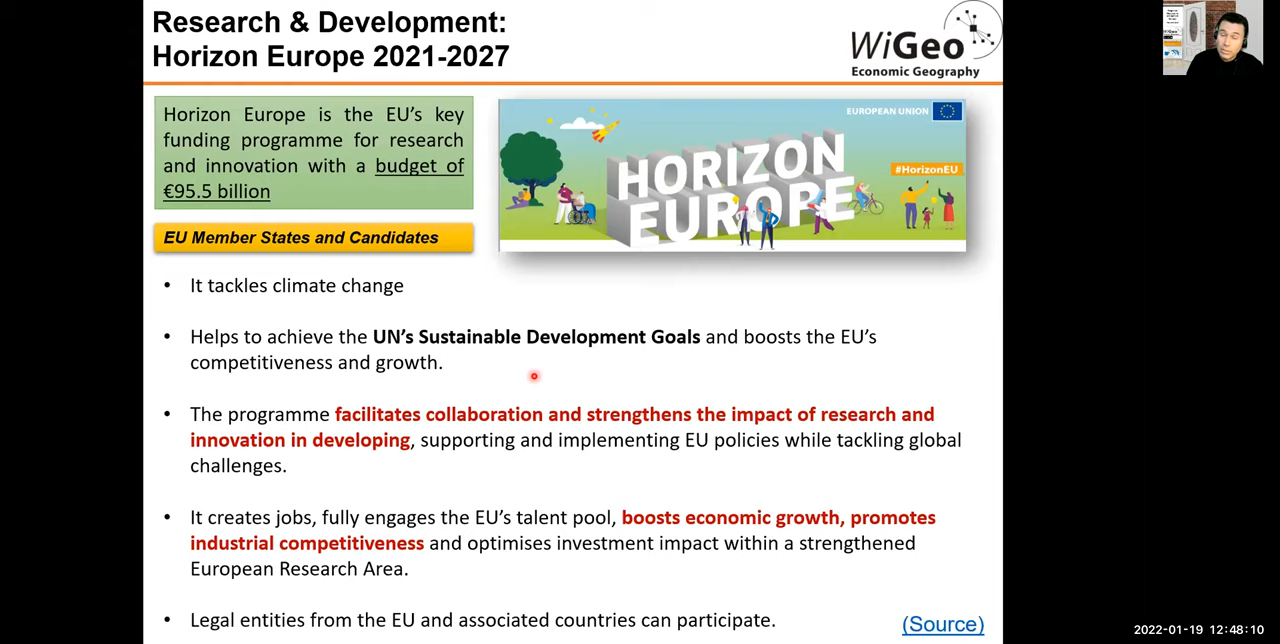 Research & Development:
Horizon Europe 2021-2027
WiGeo
Economic Geography
Horizon Europe is the EU's key
funding programme for research
and innovation with a budget of
€95.5 billion
EUROPEAN UNION
HORIZON
EUROPE
#HorizonEU
EU Member States and Candidates
• It tackles climate change
• Helps to achieve the UN's Sustainable Development Goals and boosts the EU's
competitiveness and growth.
• The programme facilitates collaboration and strengthens the impact of research and
innovation in developing, supporting and implementing EU policies while tackling global
challenges.
• It creates jobs, fully engages the EU's talent pool, boosts economic growth, promotes
industrial competitiveness and optimises investment impact within a strengthened
European Research Area.
• Legal entities from the EU and associated countries can participate.
(Source)
2022-01-19 12:48:10